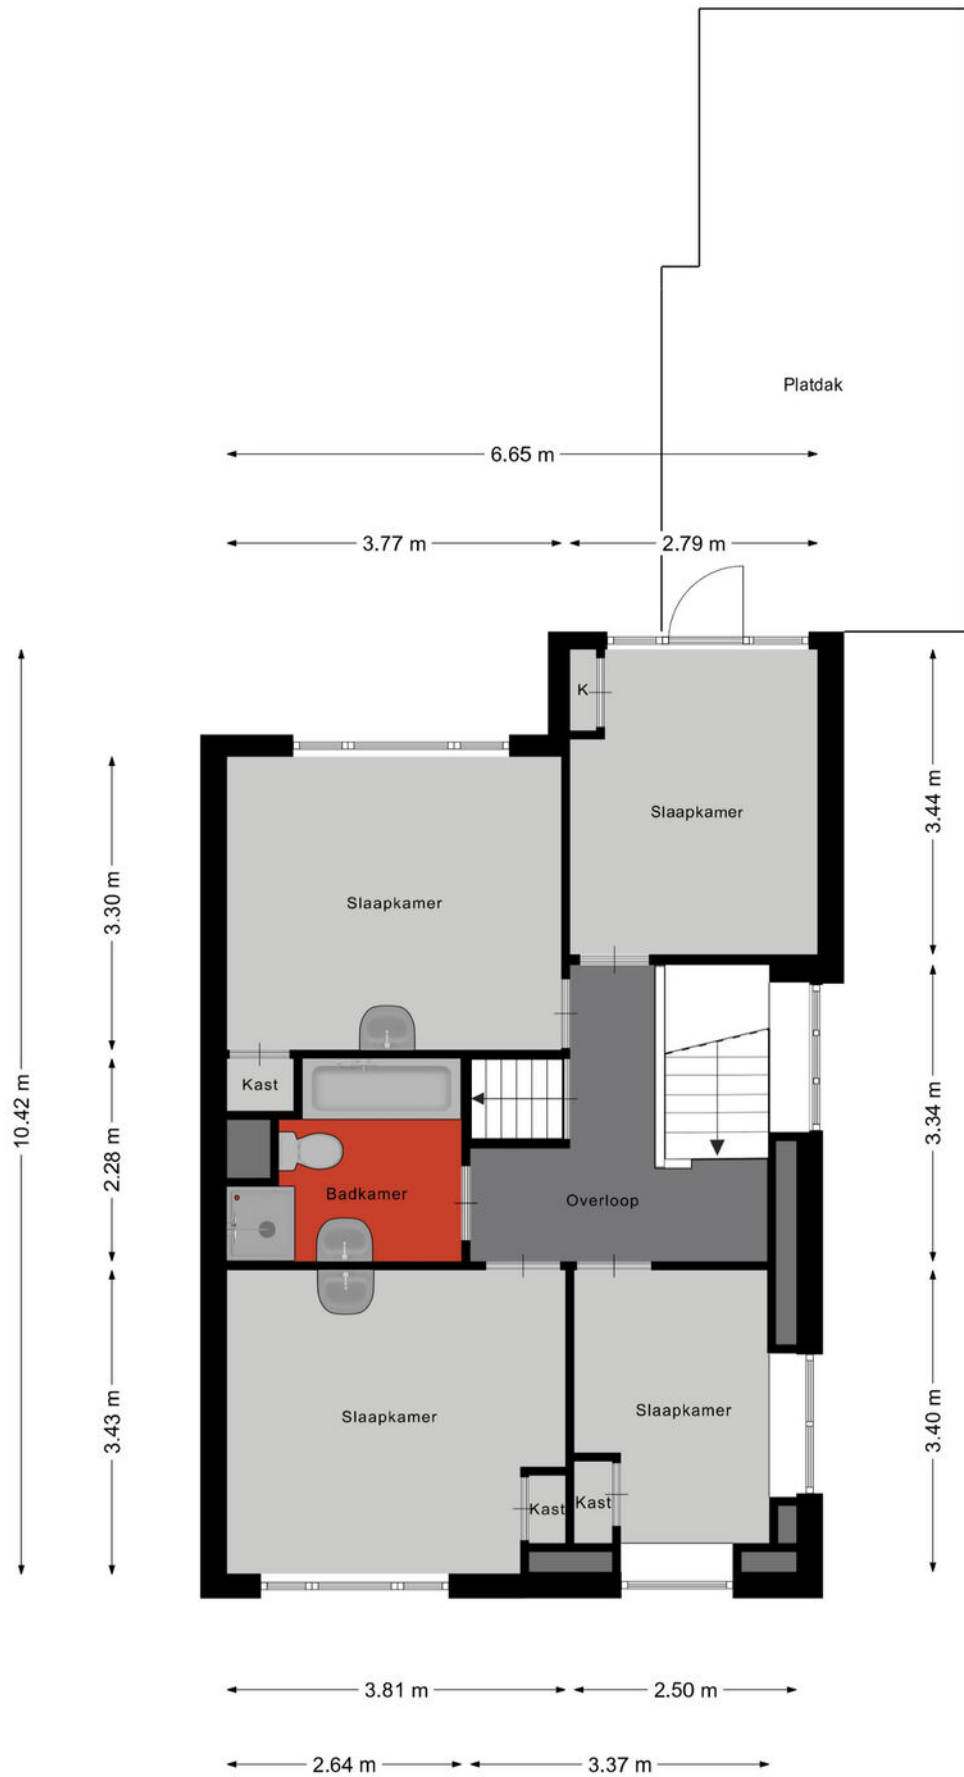 Platdak
6.65 m
3.77 m
2.79 m
K
Slaapkamer
3.44 m
3.30 m
Slaapkamer
Kast
10.42 m
2.28 m
3.34 m
Badkamer
Overloop
3.43 m
Slaapkamer
Slaapkamer
3.40 m
Kast
Kast
3.81 m
2.50 m
2.64 m
3.37 m